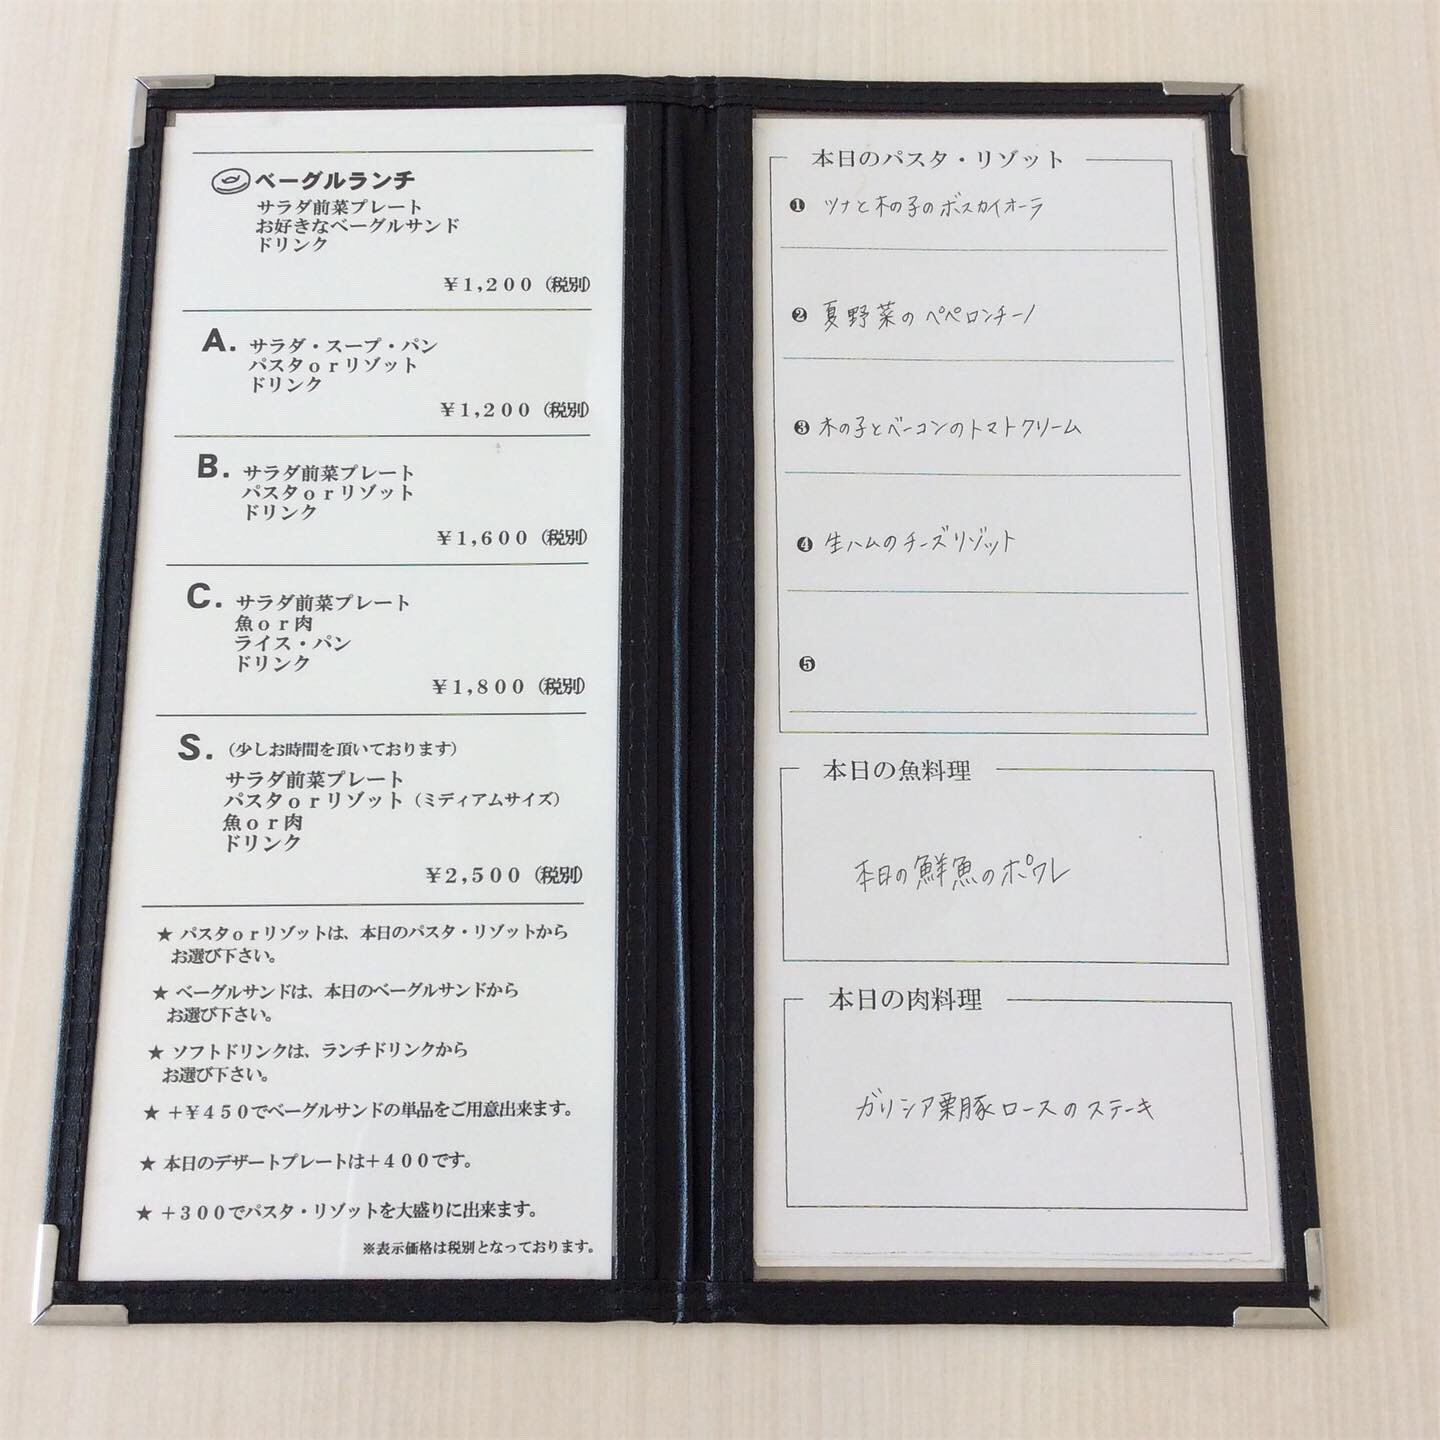 ベーグルランチ
サラダ前菜プレート
お好きなベーグルサンド
ドリンク
￥1,200（税別）
A. サラダ・スープ・パン
パスタorリゾット
ドリンク
￥1,200（税別）
B. サラダ前菜プレート
パスタorリゾット
ドリンク
￥1,600（税別）
C. サラダ前菜プレート
魚or肉
ライス・パン
ドリンク
￥1,800（税別）
S.（少しお時間を頂いております）
サラダ前菜プレート
パスタorリゾット（ミディアムサイズ）
魚or肉
ドリンク
￥2,500（税別）
★ パスタorリゾットは、本日のパスタ・リゾットから
お選び下さい。
★ ベーグルサンドは、本日のベーグルサンドから
お選び下さい。
★ ソフトドリンクは、ランチドリンクから
お選び下さい。
★ ＋￥450でベーグルサンドの単品をご用意出来ます。
★ 本日のデザートプレートは＋400です。
★ ＋300でパスタ・リゾットを大盛りに出来ます。
※表示価格は税別となっております。
本日のパスタ・リゾット
❶ ツナと木の子のボスカイオーラ
❷ 夏野菜のペペロンチーノ
❸ 木の子とベーコンのトマトクリーム
❹ 生ハムのチーズリゾット
❺
本日の魚料理
本日の鮮魚のポワレ
本日の肉料理
ガリシア栗豚ロースのステーキ